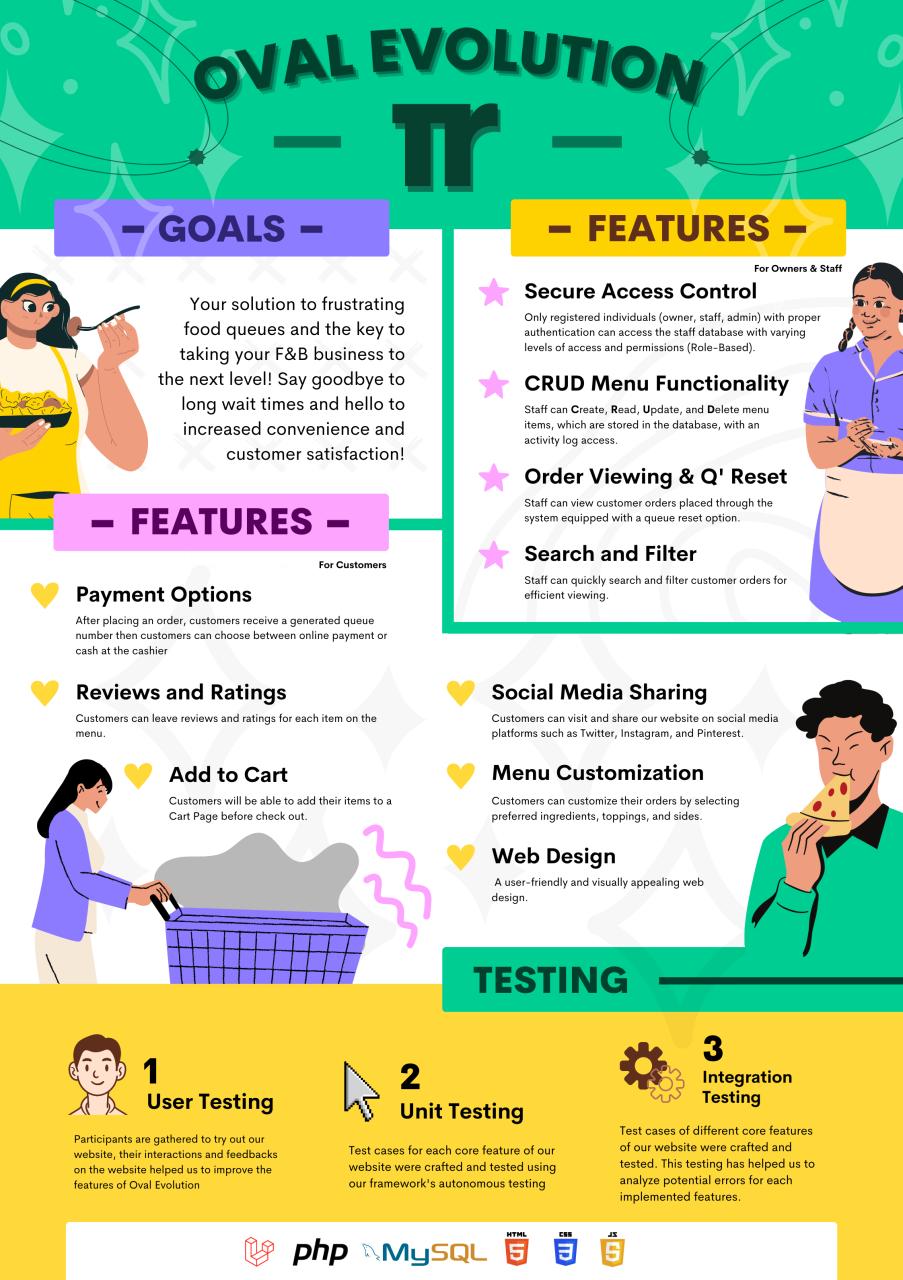 OVAL EVOLUTION
πr
GOALS
Your solution to frustrating
food queues and the key to
taking your F&B business to
the next level! Say goodbye to
long wait times and hello to
increased convenience and
customer satisfaction!
FEATURES
For Owners & Staff
Secure Access Control
Only registered individuals (owner, staff, admin) with proper
authentication can access the staff database with varying
levels of access and permissions (Role-Based).
CRUD Menu Functionality
Staff can Create, Read, Update, and Delete menu
items, which are stored in the database, with an
activity log access.
Order Viewing & Q' Reset
Staff can view customer orders placed through the
system equipped with a queue reset option.
Search and Filter
Staff can quickly search and filter customer orders for
efficient viewing.
FEATURES
For Customers
Payment Options
After placing an order, customers receive a generated queue
number then customers can choose between online payment or
cash at the cashier
Reviews and Ratings
Customers can leave reviews and ratings for each item on the
menu.
Add to Cart
Customers will be able to add their items to a
Cart Page before check out.
Social Media Sharing
Customers can visit and share our website on social media
platforms such as Twitter, Instagram, and Pinterest.
Menu Customization
Customers can customize their orders by selecting
preferred ingredients, toppings, and sides.
Web Design
A user-friendly and visually appealing web
design.
TESTING
1
User Testing
Participants are gathered to try out our
website, their interactions and feedbacks
on the website helped us to improve the
features of Oval Evolution
2
Unit Testing
Test cases for each core feature of our
website were crafted and tested using
our framework's autonomous testing
3
Integration
Testing
Test cases of different core features
of our website were crafted and
tested. This testing has helped us to
analyze potential errors for each
implemented features.
php
MySQL
HTML
5
CSS
3
JS
5